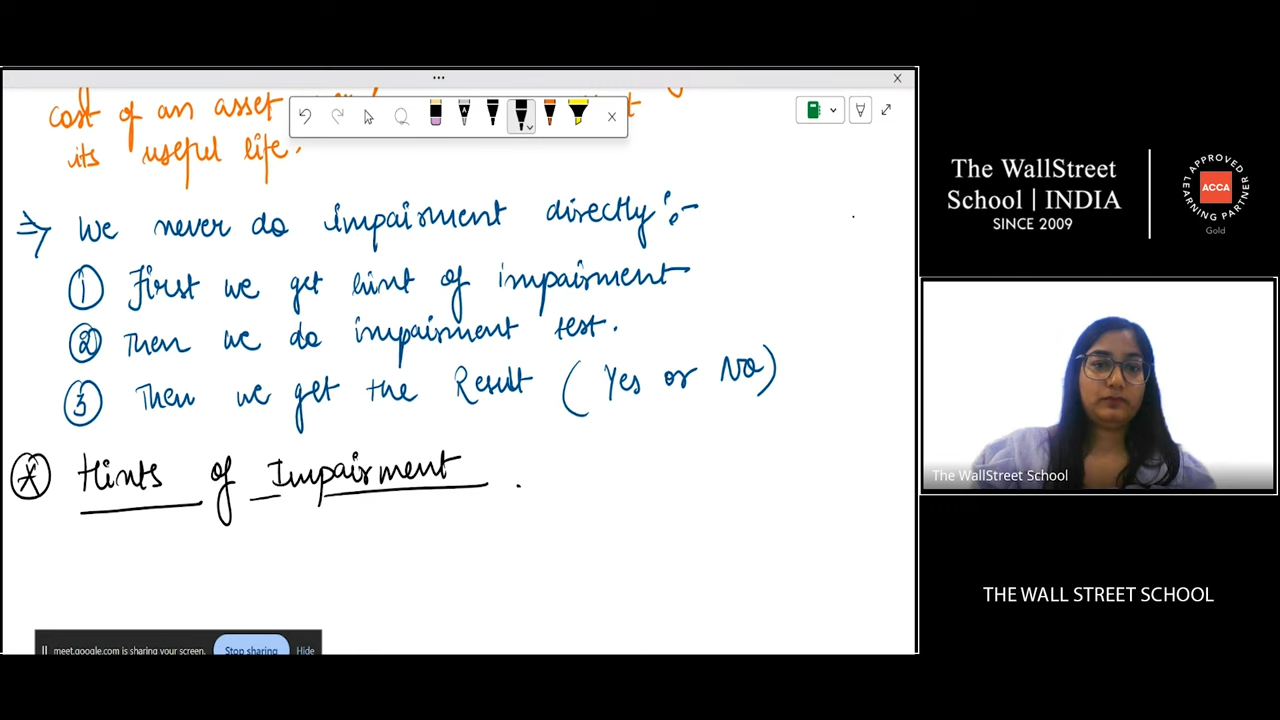 cost of an asset
its useful life.
⇒ We never do Impairment directly:-
① First we get hint of impairment
② Then we do impairment test.
③ Then we get the Result (Yes or No)
Hints of Impairment
meet.google.com is sharing your screen.
Stop sharing
Hide
The WallStreet
School | INDIA
SINCE 2009
APPROVED
LEARNING PARTNER
ACCA
Gold
The WallStreet School
THE WALL STREET SCHOOL